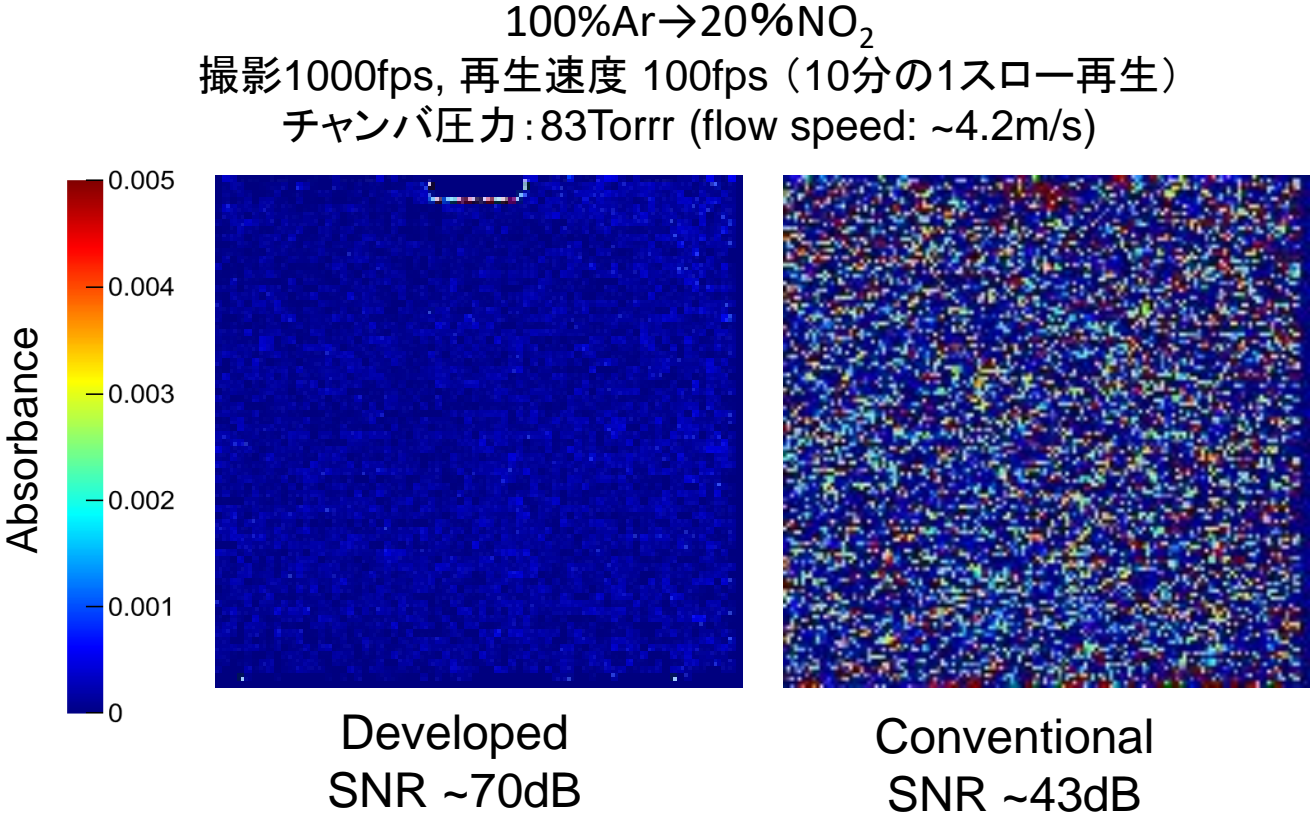 100%Ar→20%NO₂
撮影1000fps, 再生速度 100fps（10分の1スロー再生）
チャンバ圧力：83Torrr (flow speed: ~4.2m/s)
Absorbance
0.005
0.004
0.003
0.002
0.001
0
Developed
SNR ~70dB
Conventional
SNR ~43dB